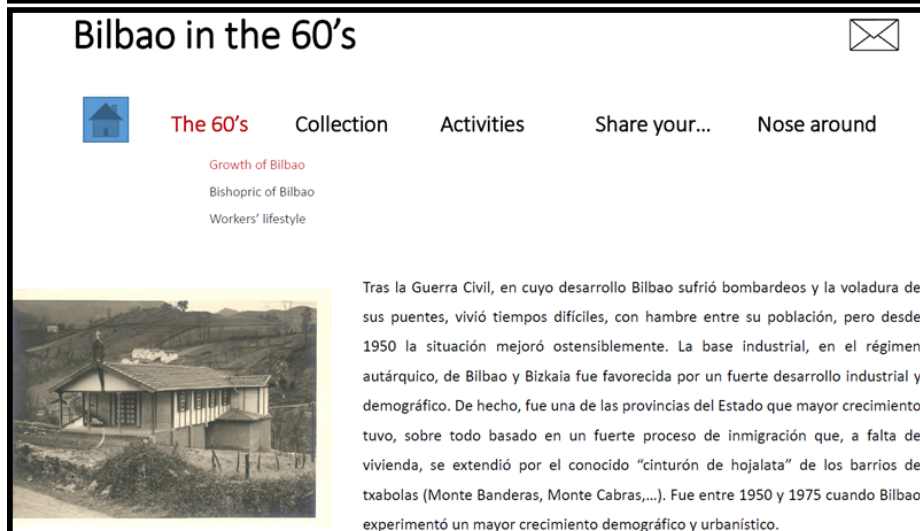 Bilbao in the 60's
The 60's Collection Activities Share your... Nose around
Growth of Bilbao
Bishopric of Bilbao
Workers' lifestyle
Tras la Guerra Civil, en cuyo desarrollo Bilbao sufrió bombardeos y la voladura de
sus puentes, vivió tiempos difíciles, con hambre entre su población, pero desde
1950 la situación mejoró ostensiblemente. La base industrial, en el régimen
autárquico, de Bilbao y Bizkaia fue favorecida por un fuerte desarrollo industrial y
demográfico. De hecho, fue una de las provincias del Estado que mayor crecimiento
tuvo, sobre todo basado en un fuerte proceso de inmigración que, a falta de
vivienda, se extendió por el conocido “cinturón de hojalata” de los barrios de
txabolas (Monte Banderas, Monte Cabras,...). Fue entre 1950 y 1975 cuando Bilbao
experimentó un mayor crecimiento demográfico y urbanístico.